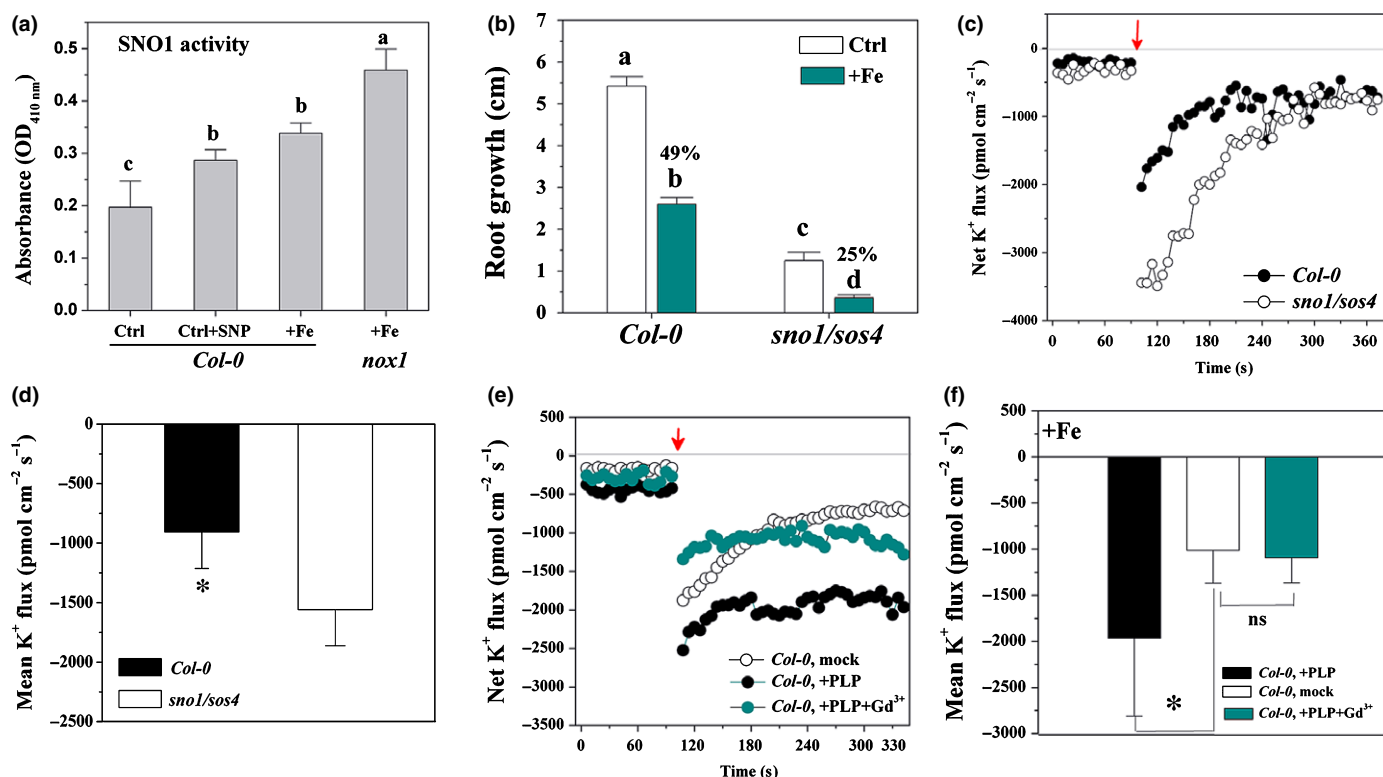 (a)
SNO1 activity
Absorbance (OD410 nm)
0.5
0.4
0.3
0.2
0.1
0.0
c
b
b
a
Ctrl
Ctrl+SNP
+Fe
+Fe
Col-0
nox1
(b)
Root growth (cm)
7
6
5
4
3
2
1
0
Ctrl
+Fe
a
49%
b
c
25%
d
Col-0
sno1/sos4
(c)
Net K+ flux (pmol cm−2 s−1)
0
−1000
−2000
−3000
−4000
Col-0
sno1/sos4
0
60
120
180
240
300
360
Time (s)
(d)
Mean K+ flux (pmol cm−2 s−1)
0
−500
−1000
−1500
−2000
−2500
*
Col-0
sno1/sos4
(e)
Net K+ flux (pmol cm−2 s−1)
500
0
−500
−1000
−1500
−2000
−2500
−3000
−3500
Col-0, mock
Col-0, +PLP
Col-0, +PLP+Gd3+
0
60
120
180
240
300
340
Time (s)
(f)
+Fe
Mean K+ flux (pmol cm−2 s−1)
500
0
−500
−1000
−1500
−2000
−2500
−3000
ns
*
Col-0, +PLP
Col-0, mock
Col-0, +PLP+Gd3+